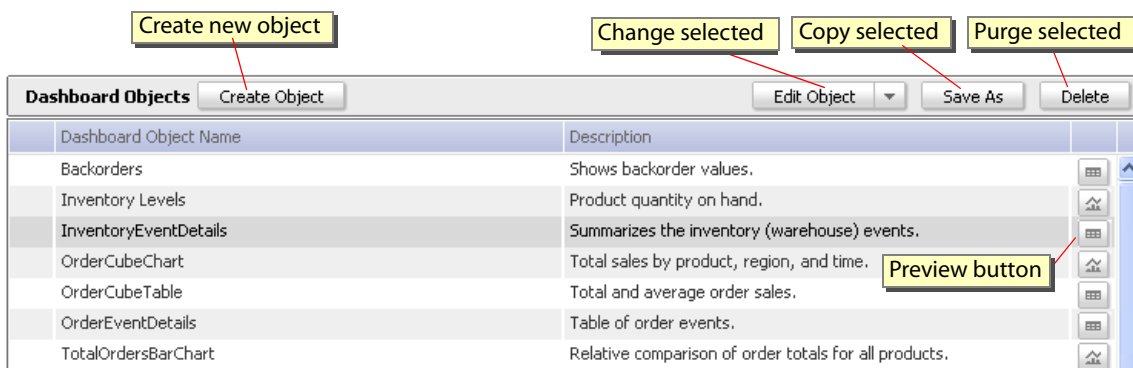 Create new object
Change selected
Copy selected
Purge selected
Dashboard Objects Create Object Edit Object Save As Delete
Dashboard Object Name Description
Backorders Shows backorder values.
Inventory Levels Product quantity on hand.
InventoryEventDetails Summarizes the inventory (warehouse) events.
OrderCubeChart Total sales by product, region, and time.
Preview button
OrderCubeTable Total and average order sales.
OrderEventDetails Table of order events.
TotalOrdersBarChart Relative comparison of order totals for all products.